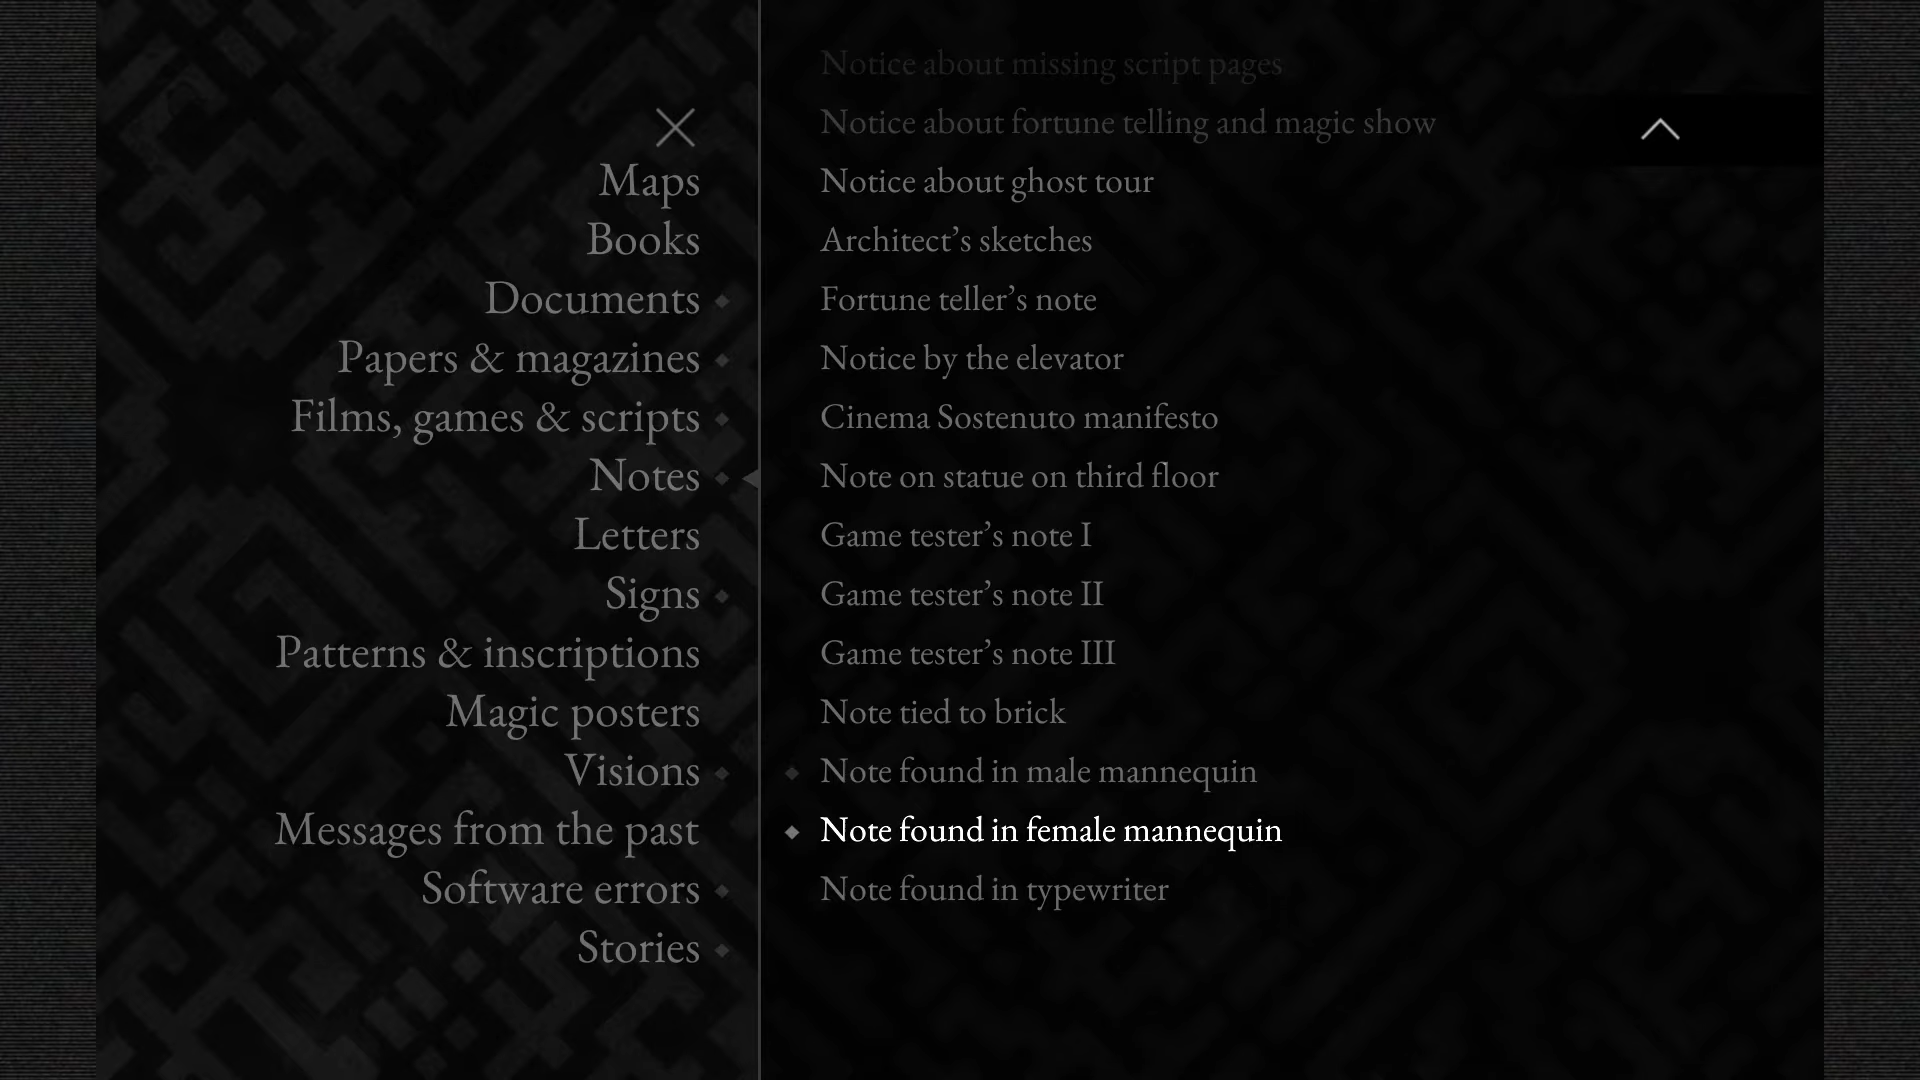 Maps
Books
Documents
Papers & magazines
Films, games & scripts
Notes
Letters
Signs
Patterns & inscriptions
Magic posters
Visions
Messages from the past
Software errors
Stories
Notice about missing script pages
Notice about fortune telling and magic show
Notice about ghost tour
Architect’s sketches
Fortune teller’s note
Notice by the elevator
Cinema Sostenuto manifesto
Note on statue on third floor
Game tester’s note I
Game tester’s note II
Game tester’s note III
Note tied to brick
Note found in male mannequin
Note found in female mannequin
Note found in typewriter